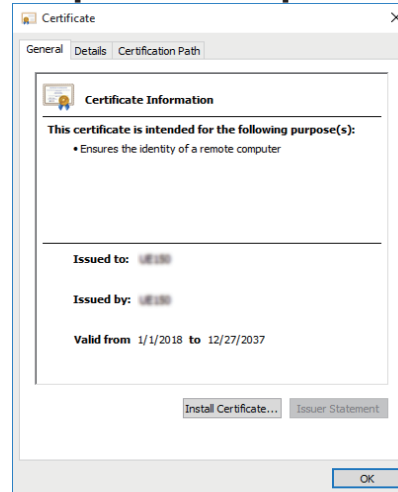 Certificate
General Details Certification Path
Certificate Information
This certificate is intended for the following purpose(s):
• Ensures the identity of a remote computer
Issued to:
Issued by:
Valid from 1/1/2018 to 12/27/2037
Install Certificate... Issuer Statement
OK